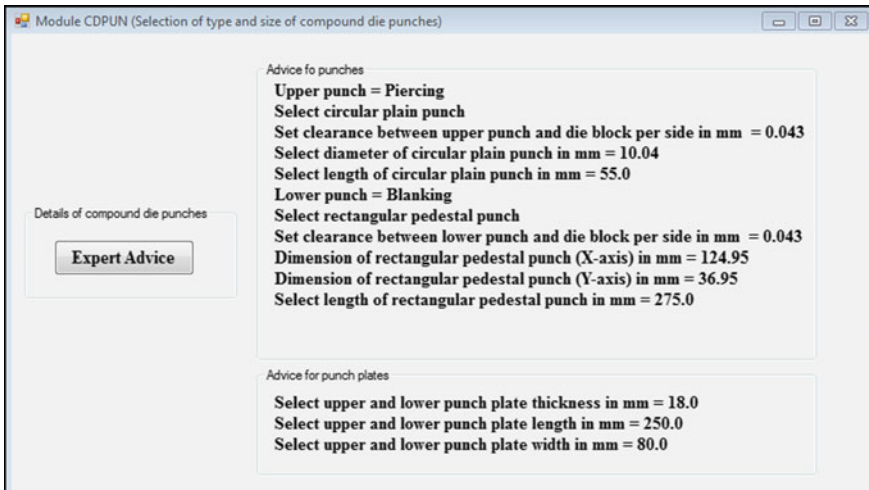 Module CDPUN (Selection of type and size of compound die punches)
Advice fo punches
Upper punch = Piercing
Select circular plain punch
Set clearance between upper punch and die block per side in mm = 0.043
Select diameter of circular plain punch in mm = 10.04
Select length of circular plain punch in mm = 55.0
Lower punch = Blanking
Select rectangular pedestal punch
Set clearance between lower punch and die block per side in mm = 0.043
Dimension of rectangular pedestal punch (X-axis) in mm = 124.95
Dimension of rectangular pedestal punch (Y-axis) in mm = 36.95
Select length of rectangular pedestal punch in mm = 275.0
Details of compound die punches
Expert Advice
Advice for punch plates
Select upper and lower punch plate thickness in mm = 18.0
Select upper and lower punch plate length in mm = 250.0
Select upper and lower punch plate width in mm = 80.0